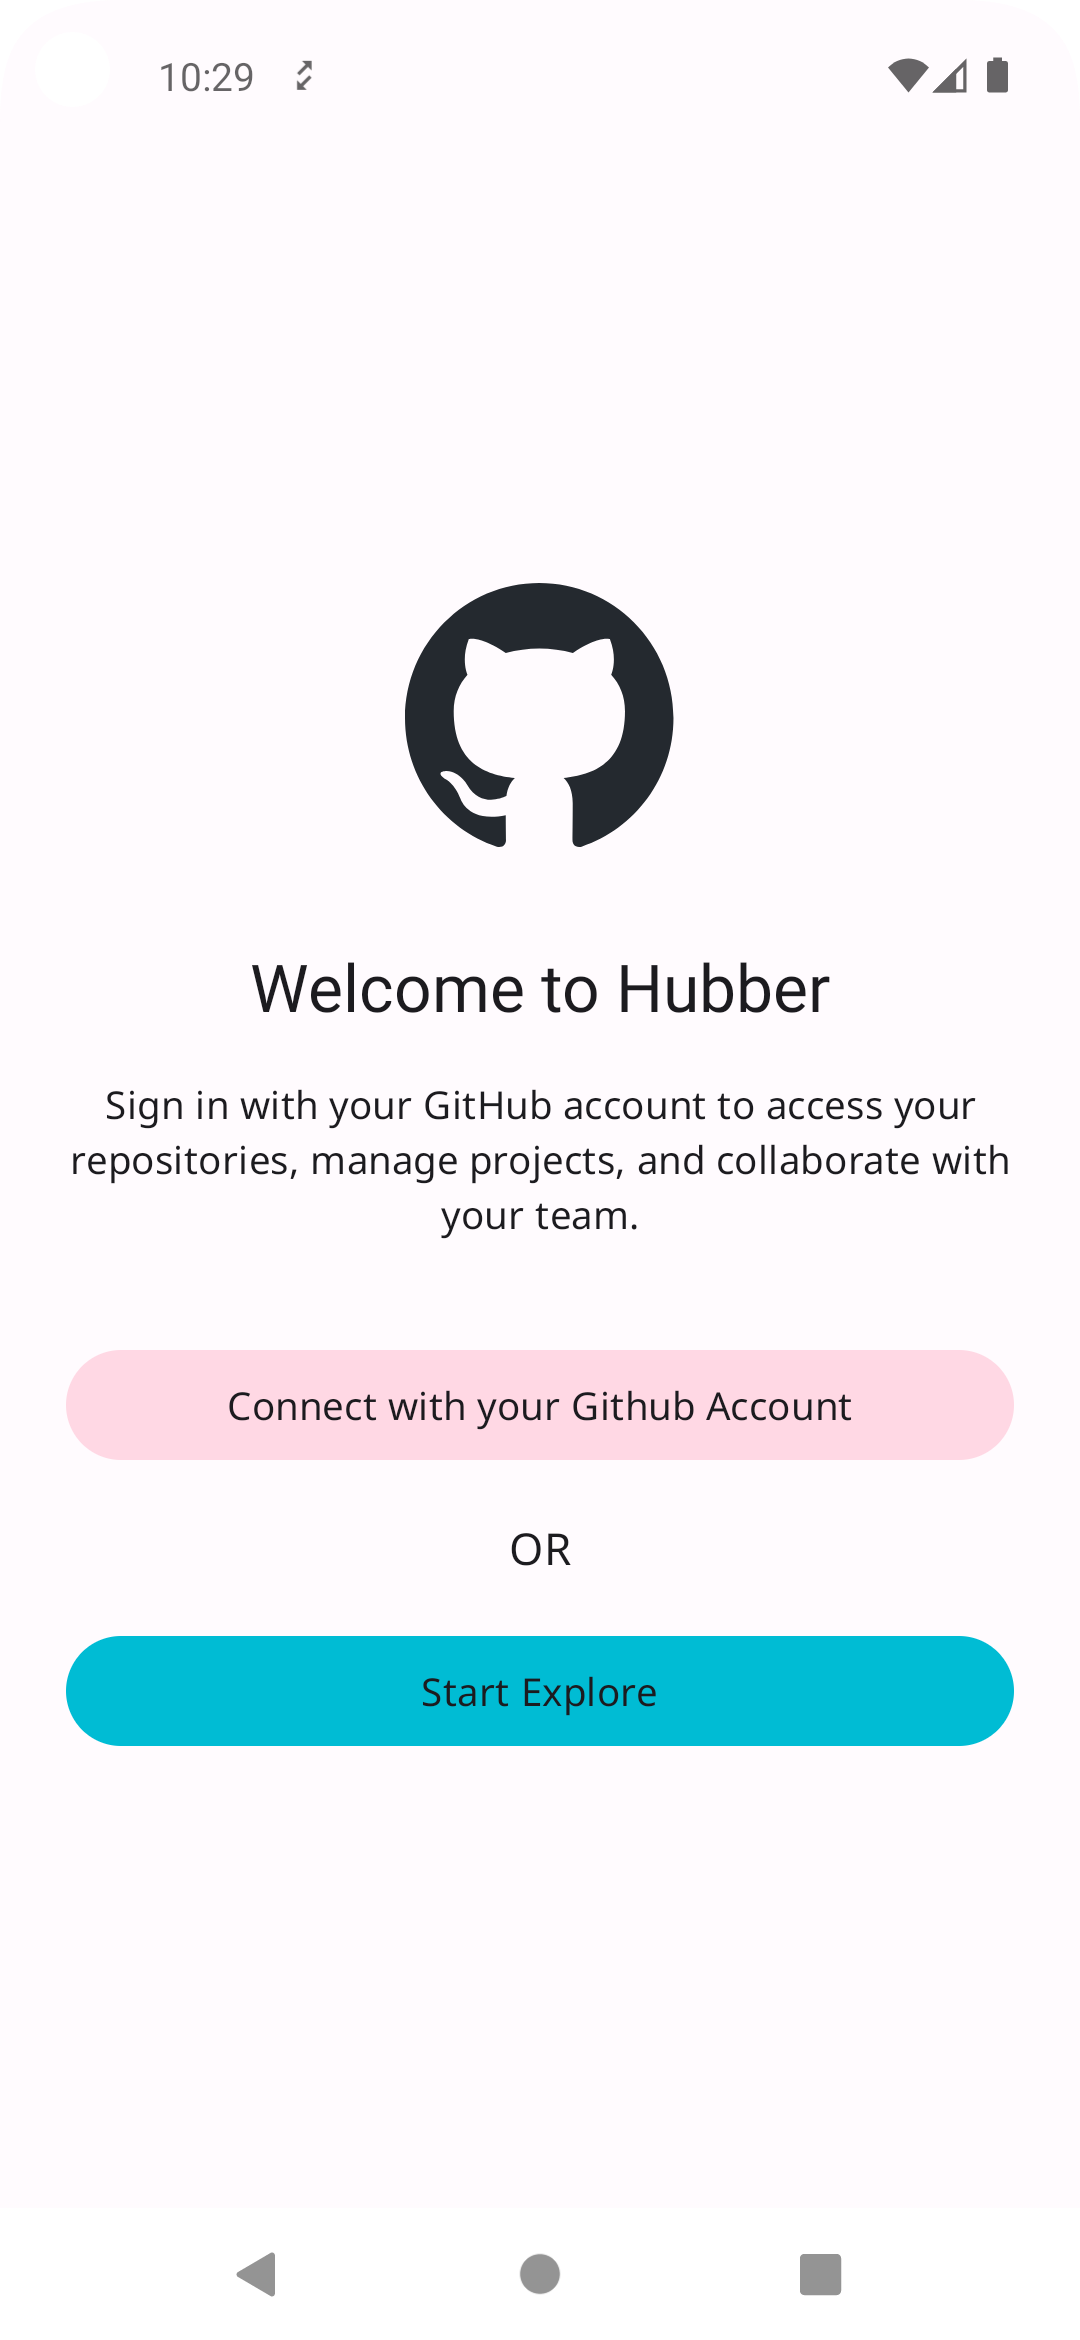 10:29
Welcome to Hubber
Sign in with your GitHub account to access your
repositories, manage projects, and collaborate with
your team.
Connect with your Github Account
OR
Start Explore